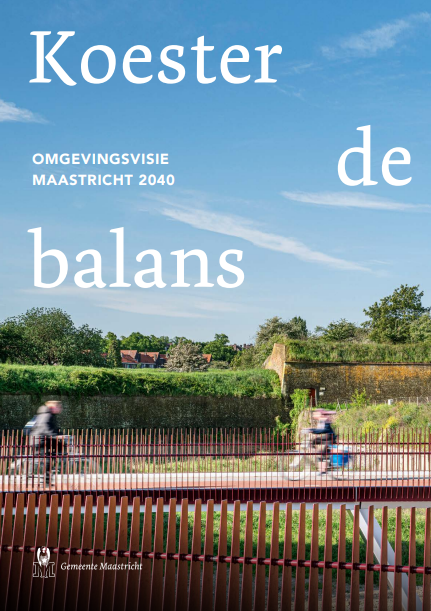 Koester
OMGEVINGSVISIE
MAASTRICHT 2040
de
balans
Gemeente Maastricht